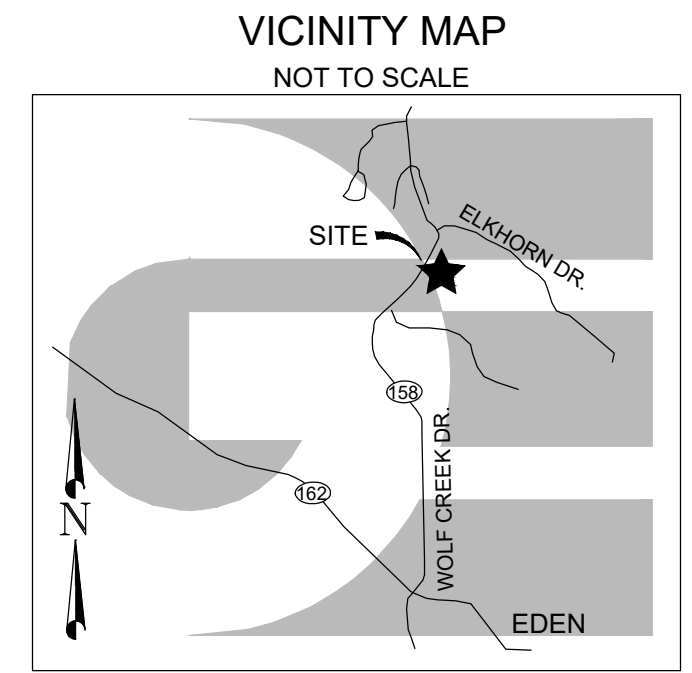 VICINITY MAP
NOT TO SCALE
ELKHORN DR.
SITE
158
WOLF CREEK DR.
162
N
EDEN